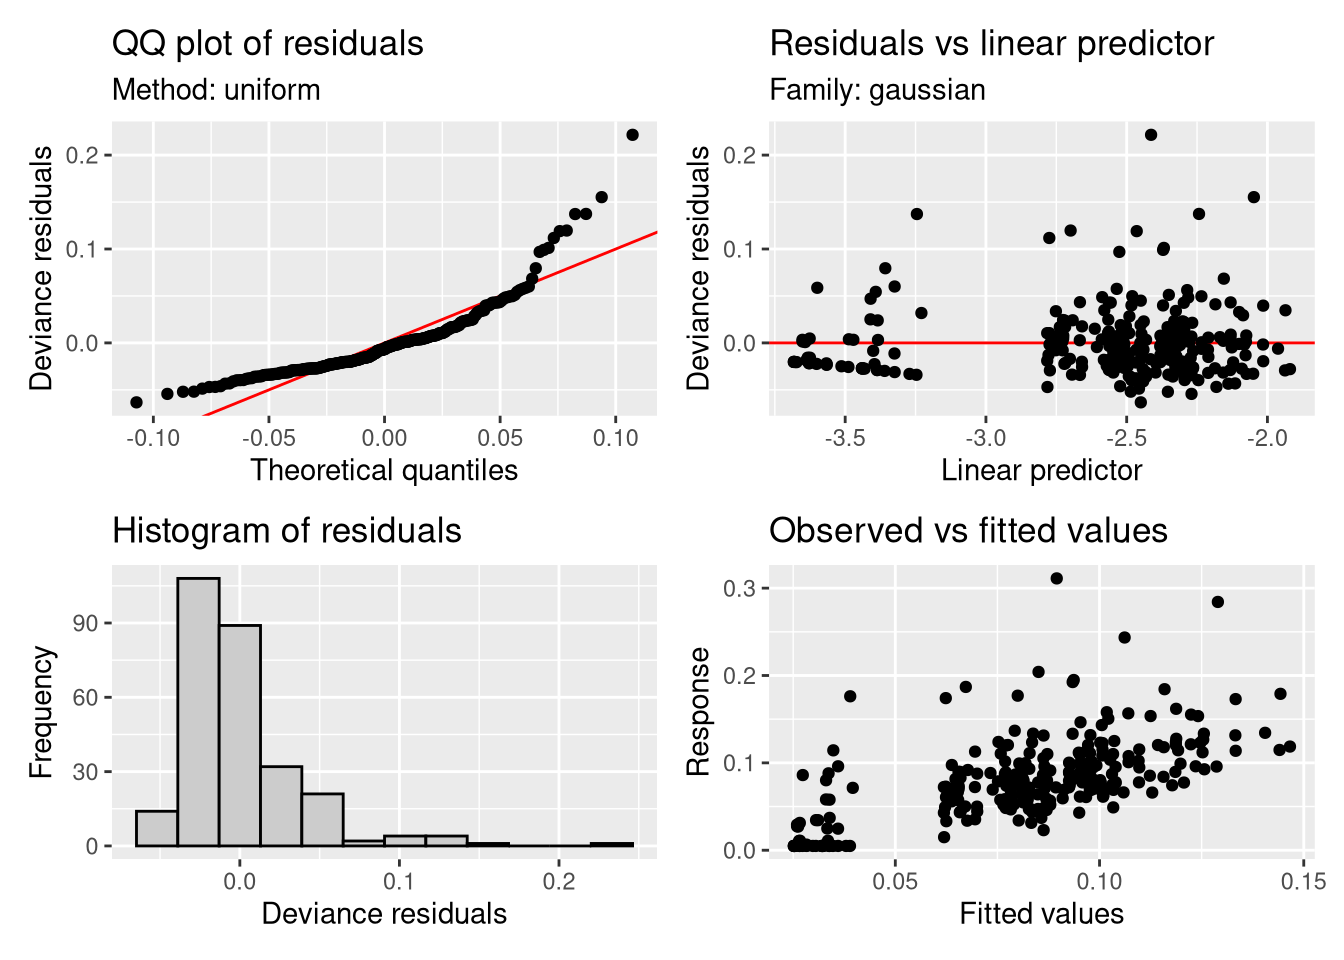 QQ plot of residuals
Method: uniform
Deviance residuals
0.2
0.1
0.0
-0.10
-0.05
0.00
0.05
0.10
Theoretical quantiles
Residuals vs linear predictor
Family: gaussian
Deviance residuals
0.2
0.1
0.0
-3.5
-3.0
-2.5
-2.0
Linear predictor
Histogram of residuals
Frequency
90
60
30
0
0.0
0.1
0.2
Deviance residuals
Observed vs fitted values
Response
0.3
0.2
0.1
0.0
0.05
0.10
0.15
Fitted values